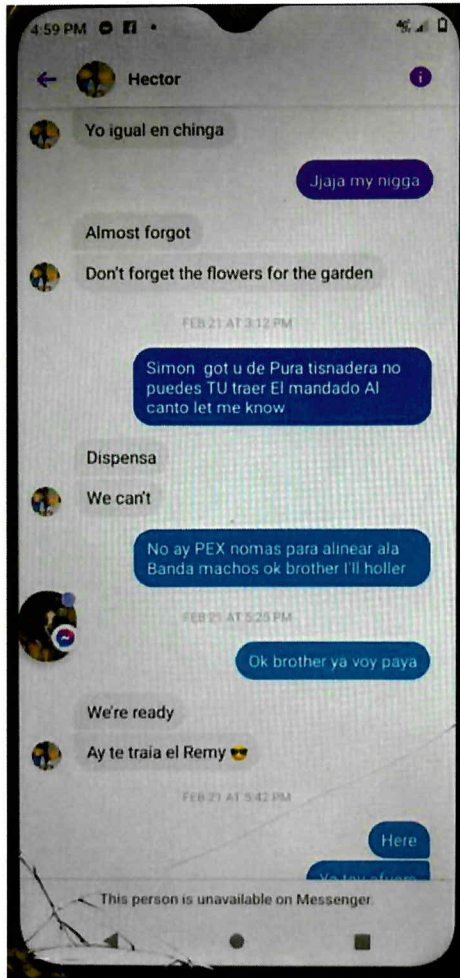 4:59 PM
Hector
Yo igual en chinga
Jjaja my nigga
Almost forgot
Don't forget the flowers for the garden
FEB 21 AT 3:12 PM
Simon got u de Pura tisnadera no
puedes TU traer El mandado Al
canto let me know
Dispensa
We can't
No ay PEX nomas para alinear ala
Banda machos ok brother I'll holler
FEB 21 AT 5:25 PM
Ok brother ya voy paya
We're ready
Ay te traia el Remy 😎
FEB 21 AT 5:42 PM
Here
This person is unavailable on Messenger.